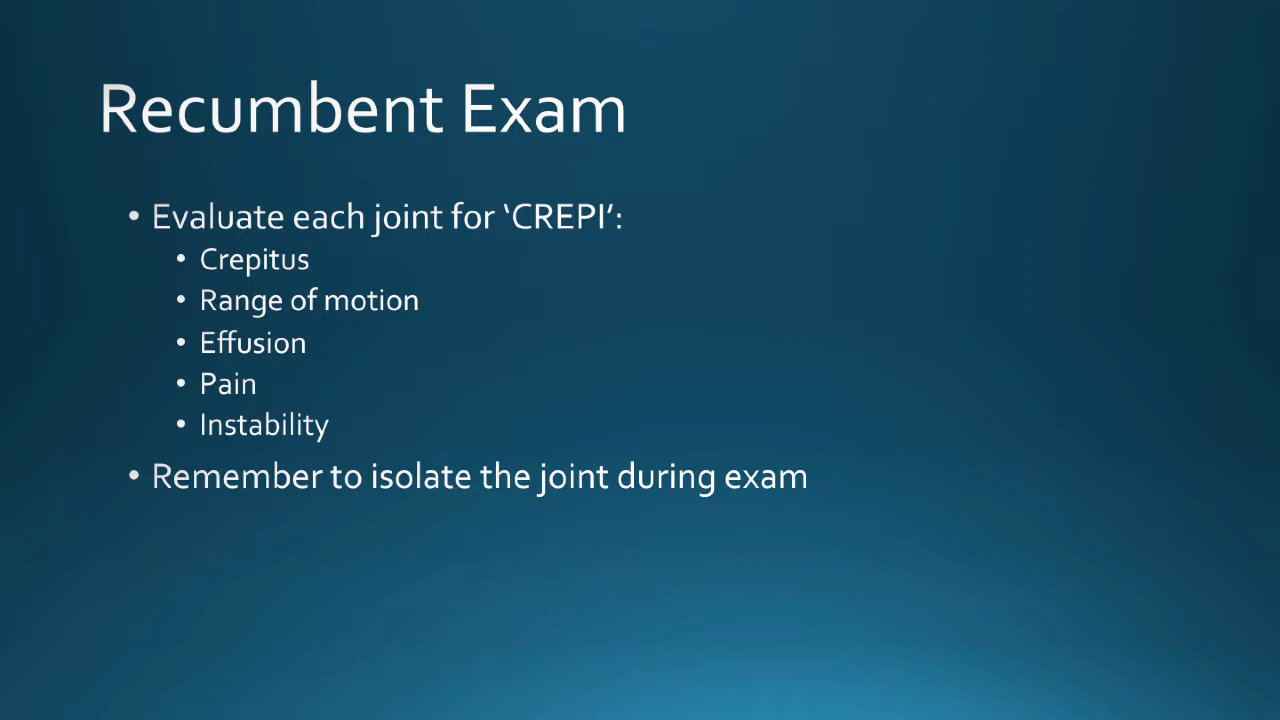 Recumbent Exam
• Evaluate each joint for ‘CREPI’:
• Crepitus
• Range of motion
• Effusion
• Pain
• Instability
• Remember to isolate the joint during exam